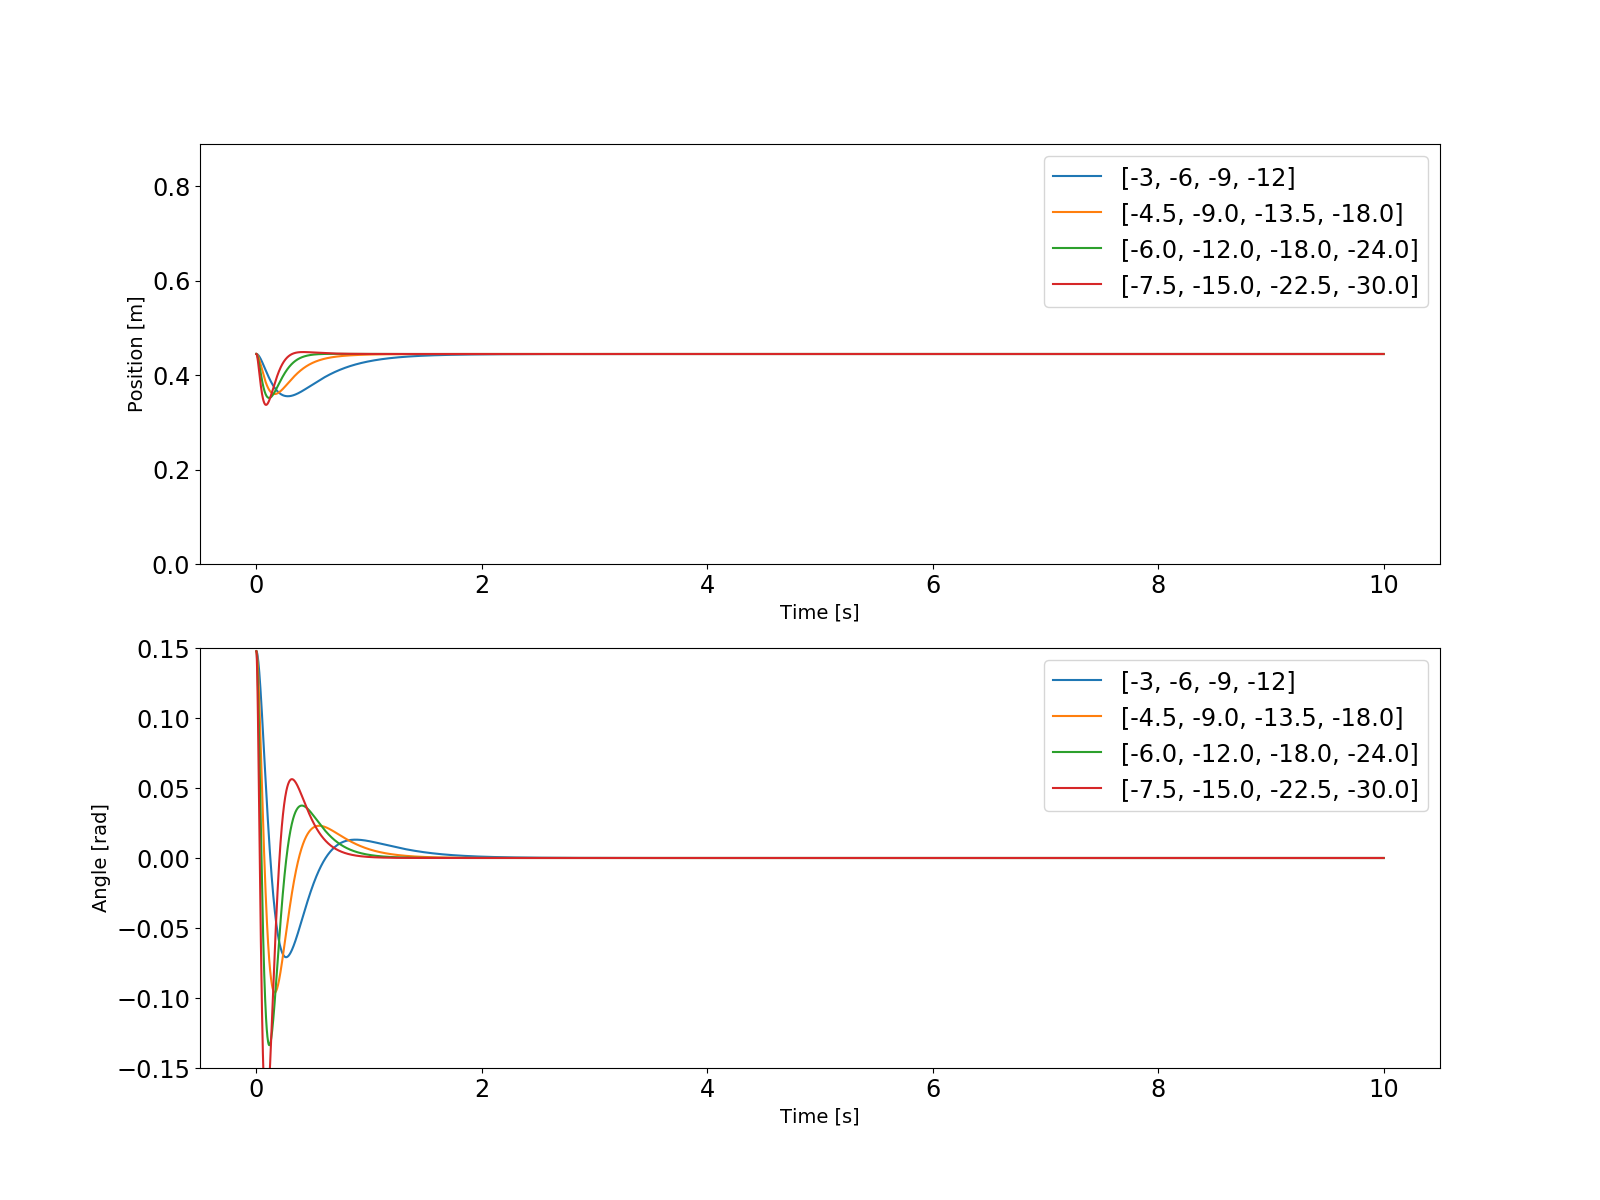 0.8
0.6
0.4
0.2
0.0
Position [m]
0 2 4 6 8 10
Time [s]
[-3, -6, -9, -12]
[-4.5, -9.0, -13.5, -18.0]
[-6.0, -12.0, -18.0, -24.0]
[-7.5, -15.0, -22.5, -30.0]
0.15
0.10
0.05
0.00
−0.05
−0.10
−0.15
Angle [rad]
0 2 4 6 8 10
Time [s]
[-3, -6, -9, -12]
[-4.5, -9.0, -13.5, -18.0]
[-6.0, -12.0, -18.0, -24.0]
[-7.5, -15.0, -22.5, -30.0]